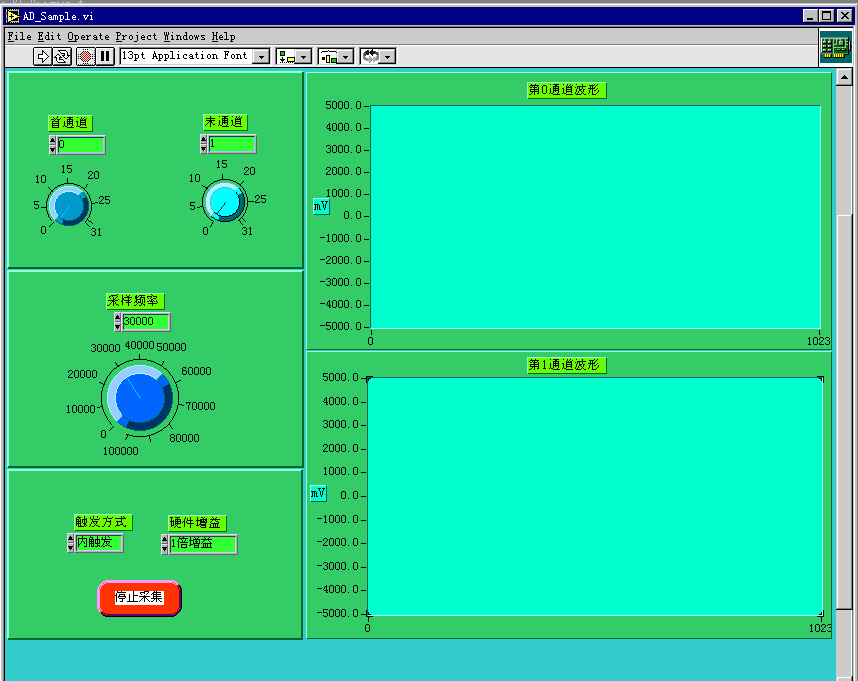 AD_Sample.vi
File Edit Operate Project Windows Help
13pt Application Font
首通道
0
0 5 10 15 20 25 31
末通道
1
0 5 10 15 20 25 31
采样频率
30000
0 10000 20000 30000 40000 50000 60000 70000 80000 100000
触发方式
内触发
硬件增益
1倍增益
停止采集
第0通道波形
mV
5000.0
4000.0
3000.0
2000.0
1000.0
0.0
-1000.0
-2000.0
-3000.0
-4000.0
-5000.0
0 1023
第1通道波形
mV
5000.0
4000.0
3000.0
2000.0
1000.0
0.0
-1000.0
-2000.0
-3000.0
-4000.0
-5000.0
0 1023